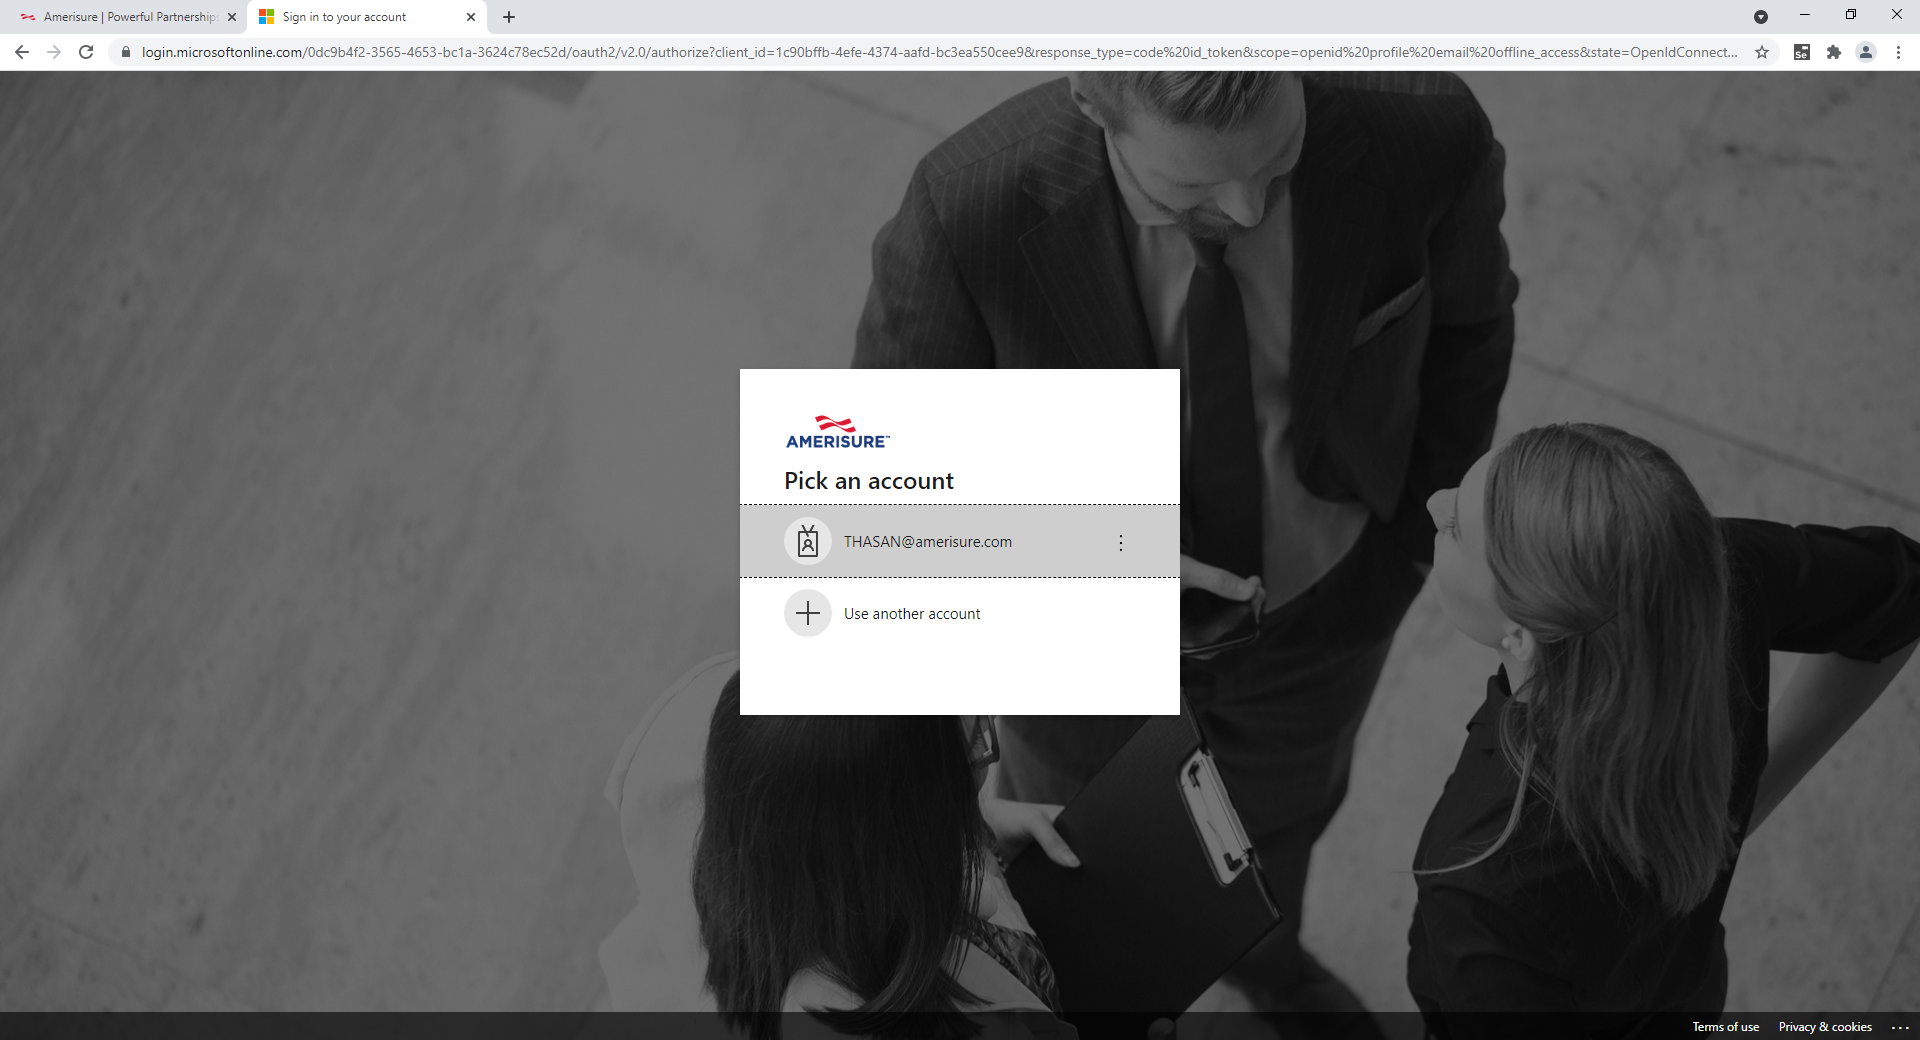 Amerisure | Powerful Partnership
Sign in to your account
login.microsoftonline.com/0dc9b4f2-3565-4653-bc1a-3624c78ec52d/oauth2/v2.0/authorize?client_id=1c90bffb-4efe-4374-aafd-bc3ea550cee9&response_type=code%20id_token&scope=openid%20profile%20email%20offline_access&state=OpenIdConnect...
Se
AMERISURE™
Pick an account
THASAN@amerisure.com
Use another account
Terms of use Privacy & cookies ...